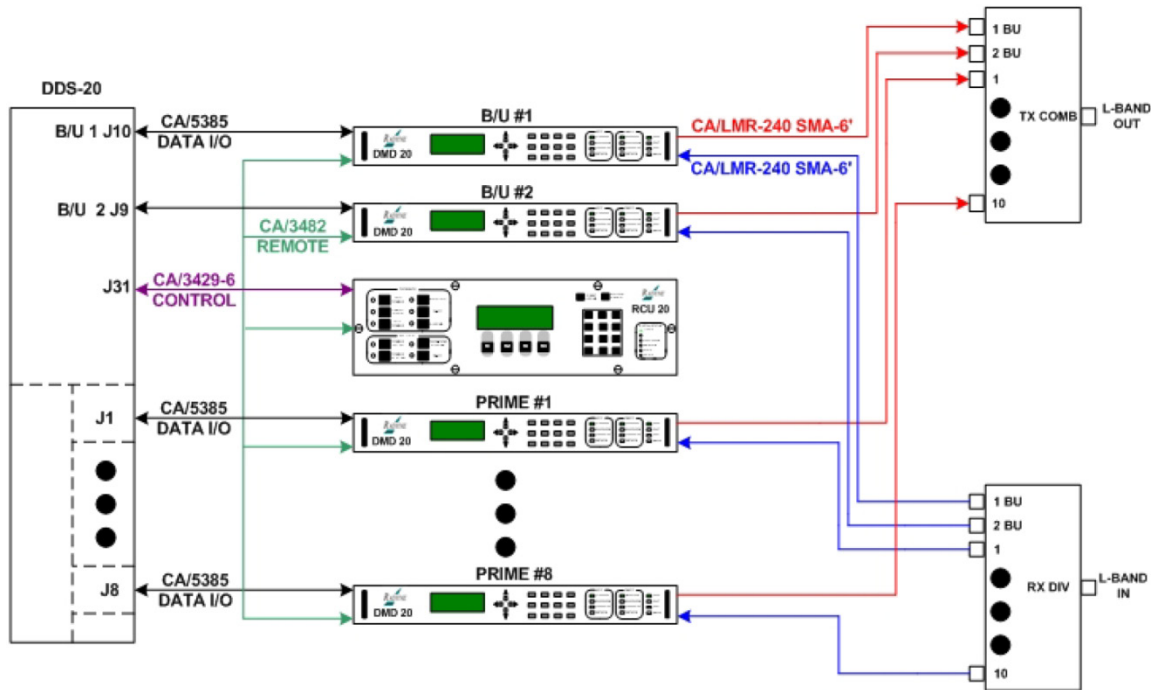 DDS-20
B/U 1 J10
CA/5385
DATA I/O
B/U #1
DMD 20
CA/LMR-240 SMA-6'
CA/LMR-240 SMA-6'
1 BU
2 BU
1
TX COMB
L-BAND
OUT
10
B/U 2 J9
B/U #2
DMD 20
CA/3482
REMOTE
J31
CA/3429-6
CONTROL
RCU 20
J1
CA/5385
DATA I/O
PRIME #1
DMD 20
J8
CA/5385
DATA I/O
PRIME #8
DMD 20
1 BU
2 BU
1
RX DIV
L-BAND
IN
10